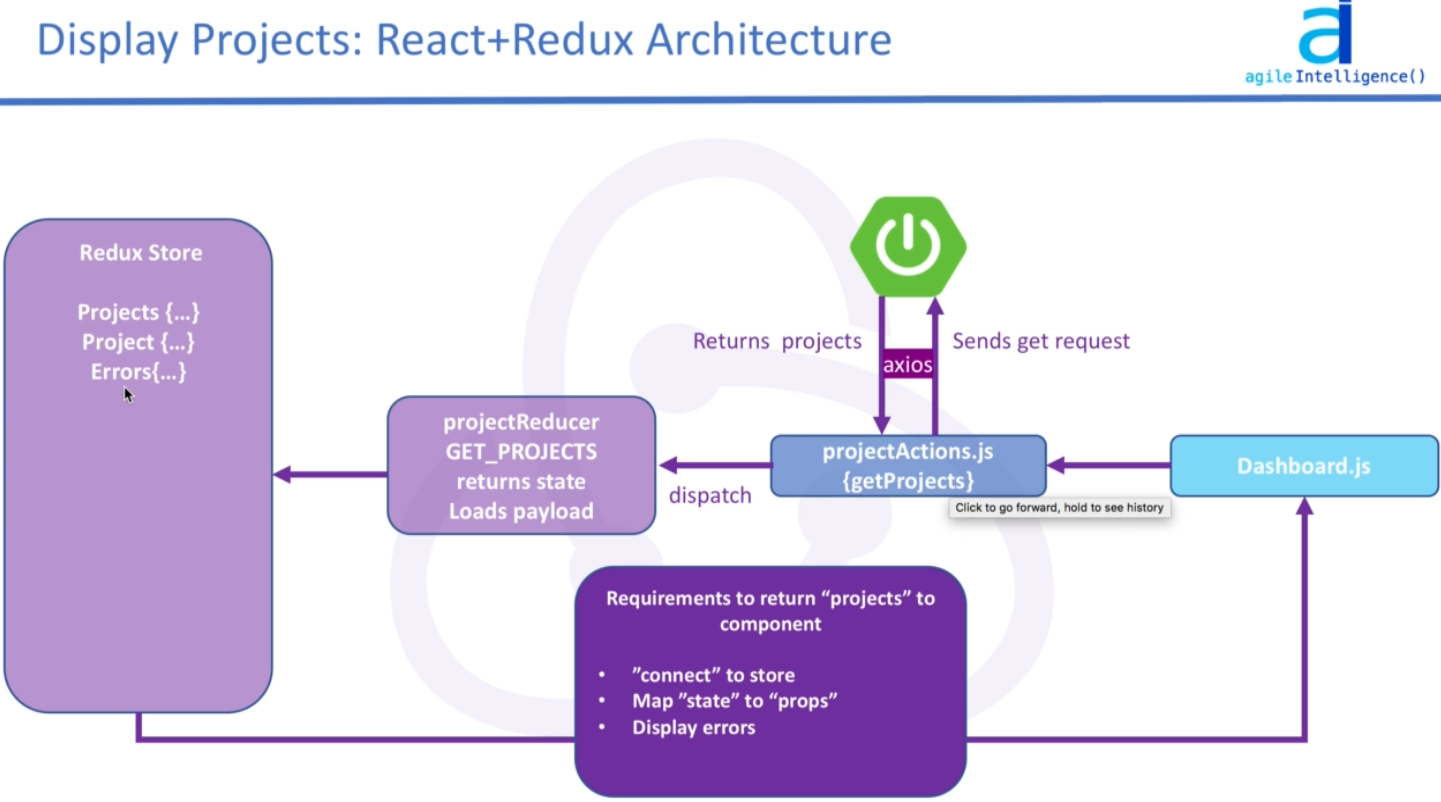 Display Projects: React+Redux Architecture
ai
agileIntelligence()
Redux Store
Projects {...}
Project {...}
Errors{...}
Returns projects
axios
Sends get request
projectReducer
GET_PROJECTS
returns state
Loads payload
dispatch
projectActions.js
{getProjects}
Dashboard.js
Click to go forward, hold to see history
Requirements to return “projects” to
component
• ”connect” to store
• Map ”state” to “props”
• Display errors